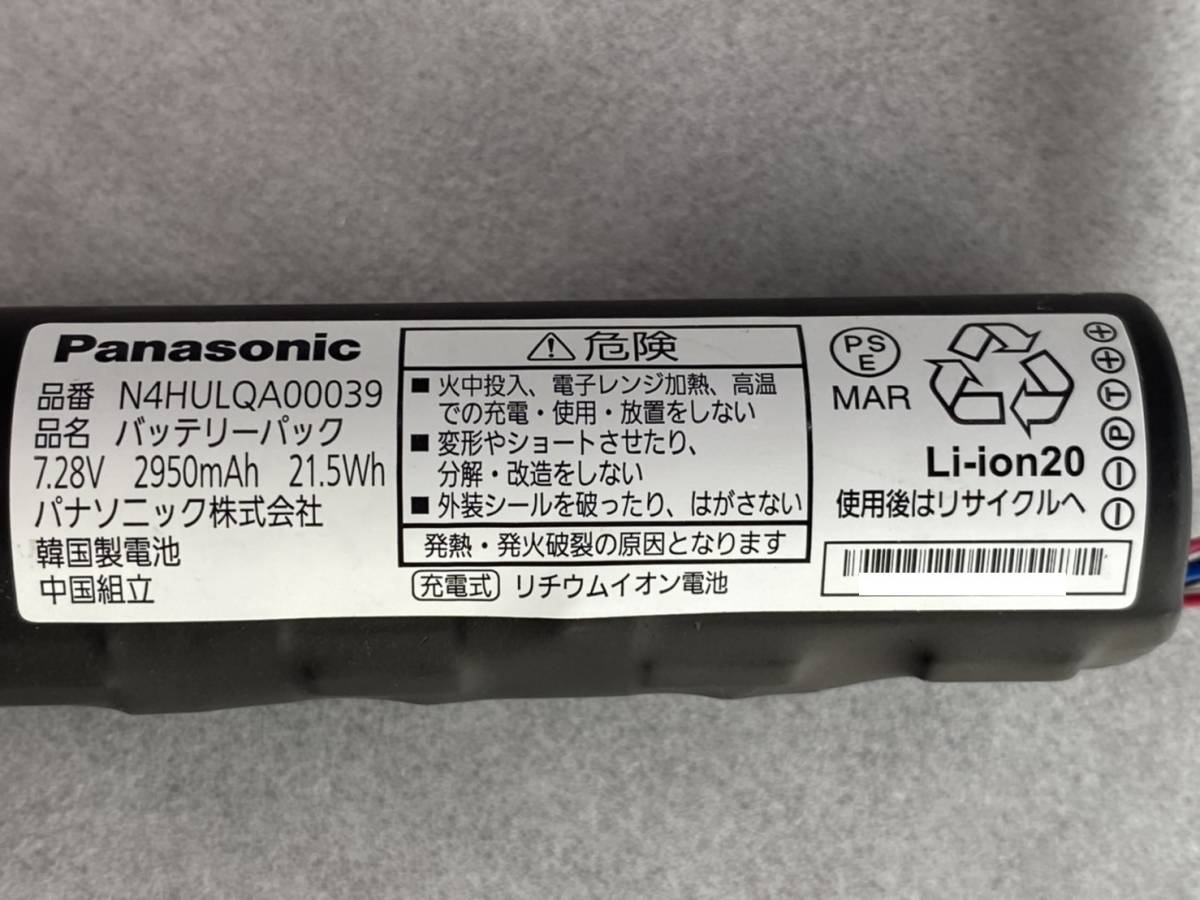 Panasonic
品番 N4HULQA00039
品名 バッテリーパック
7.28V 2950mAh 21.5Wh
パナソニック株式会社
韓国製電池
中国組立
⚠危険
■ 火中投入、電子レンジ加熱、高温
での充電・使用・放置をしない
■ 変形やショートさせたり、
分解・改造をしない
■ 外装シールを破ったり、はがさない
発熱・発火破裂の原因となります
充電式 リチウムイオン電池
PS
E
MAR
Li-ion20
使用後はリサイクルへ
⊕
⊕
Ⓣ
Ⓟ
⊖
⊖